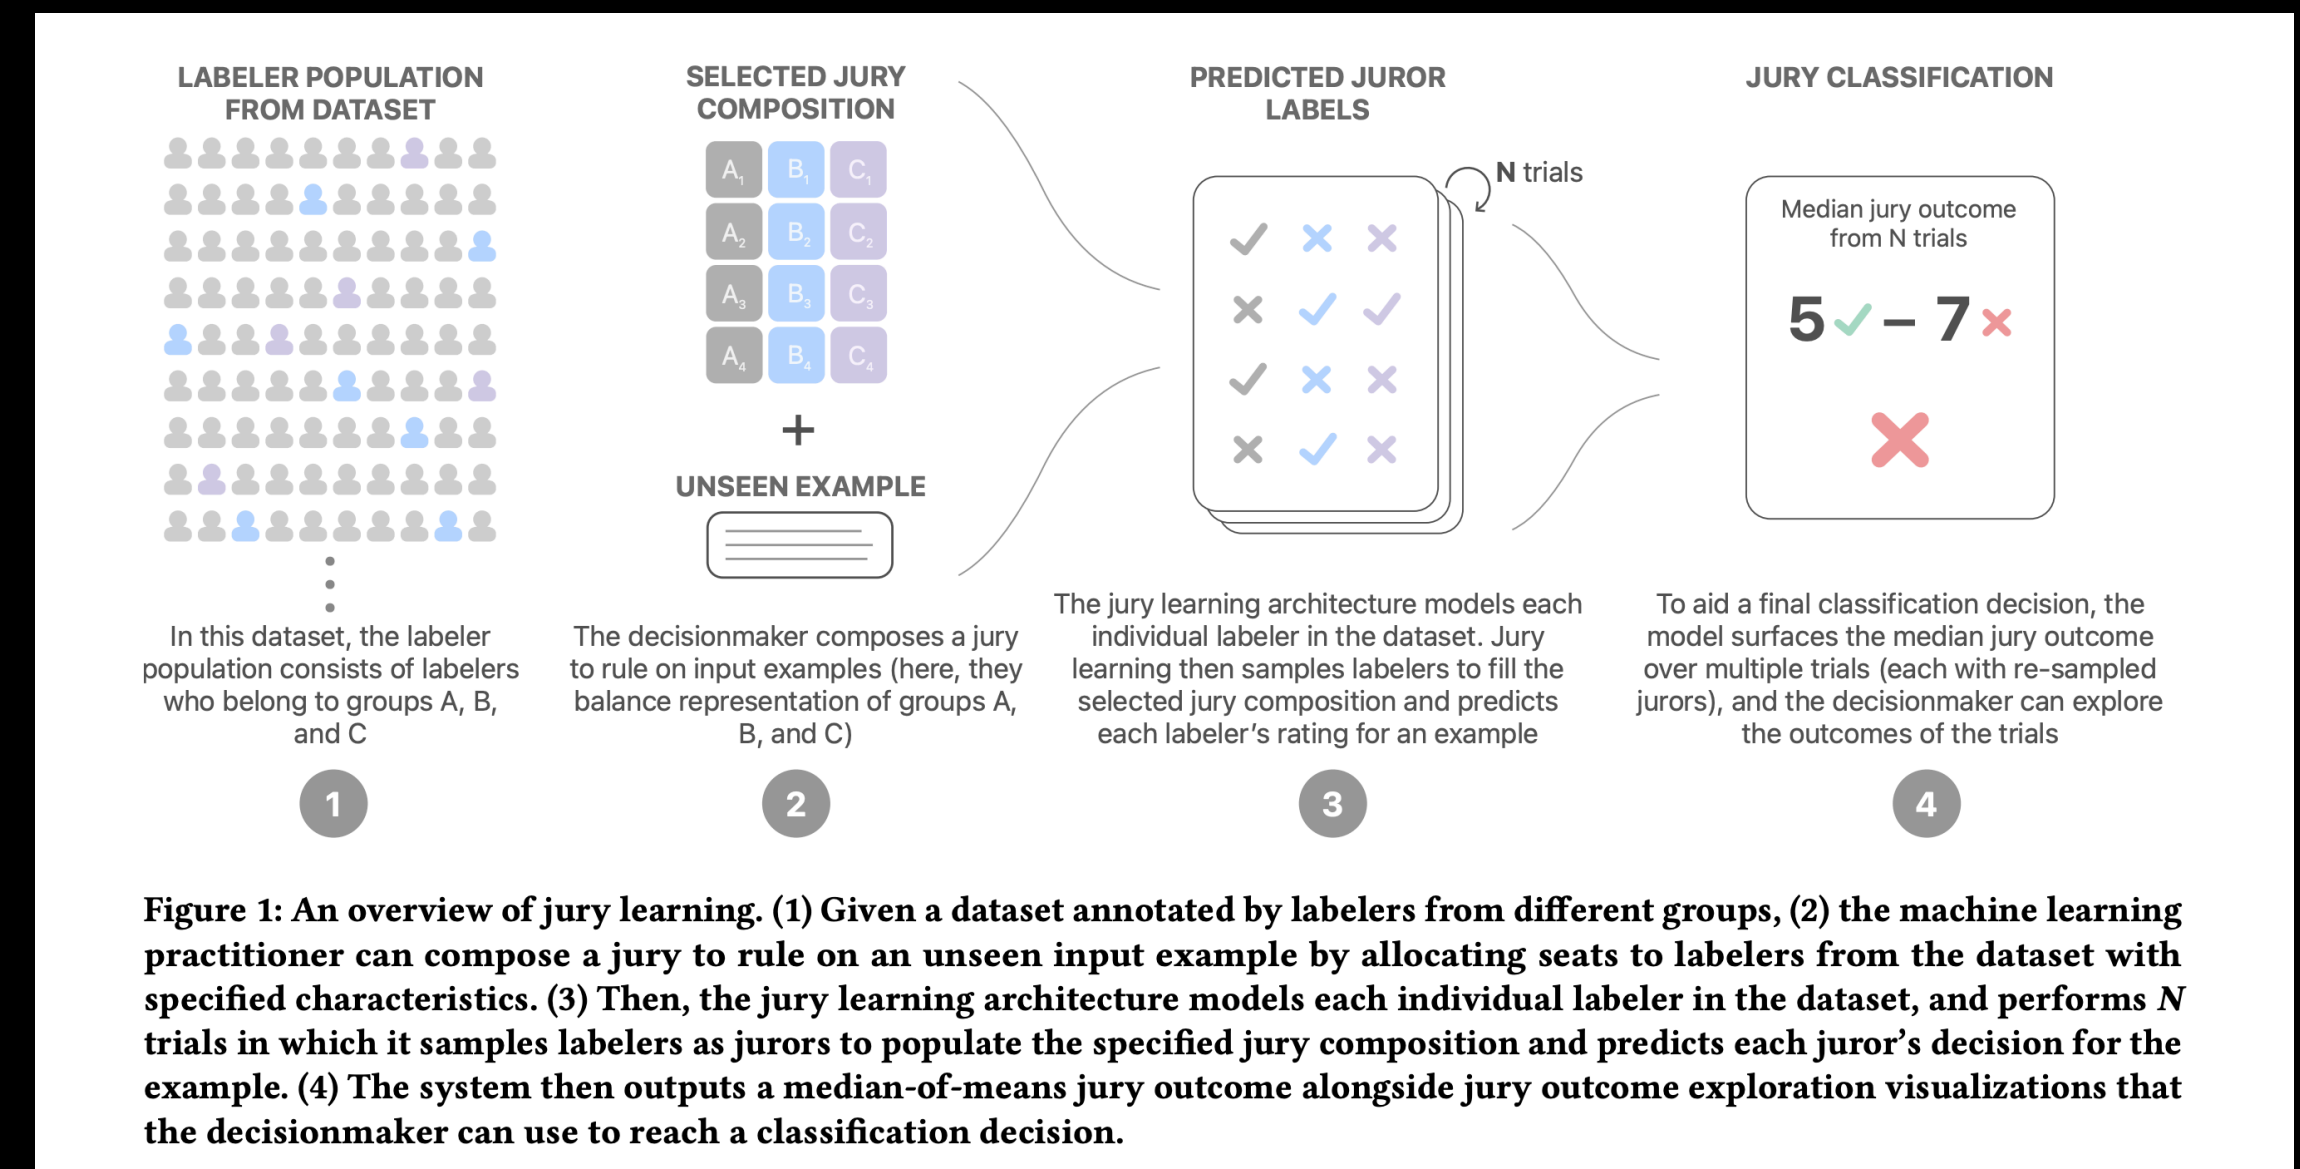 LABELER POPULATION
FROM DATASET
In this dataset, the labeler
population consists of labelers
who belong to groups A, B,
and C
1
SELECTED JURY
COMPOSITION
A1 B1 C1
A2 B2 C2
A3 B3 C3
A4 B4 C4
+
UNSEEN EXAMPLE
The decisionmaker composes a jury
to rule on input examples (here, they
balance representation of groups A,
B, and C)
2
PREDICTED JUROR
LABELS
N trials
The jury learning architecture models each
individual labeler in the dataset. Jury
learning then samples labelers to fill the
selected jury composition and predicts
each labeler's rating for an example
3
JURY CLASSIFICATION
Median jury outcome
from N trials
5 ✓ – 7 ×
To aid a final classification decision, the
model surfaces the median jury outcome
over multiple trials (each with re-sampled
jurors), and the decisionmaker can explore
the outcomes of the trials
4
Figure 1: An overview of jury learning. (1) Given a dataset annotated by labelers from different groups, (2) the machine learning
practitioner can compose a jury to rule on an unseen input example by allocating seats to labelers from the dataset with
specified characteristics. (3) Then, the jury learning architecture models each individual labeler in the dataset, and performs N
trials in which it samples labelers as jurors to populate the specified jury composition and predicts each juror's decision for the
example. (4) The system then outputs a median-of-means jury outcome alongside jury outcome exploration visualizations that
the decisionmaker can use to reach a classification decision.